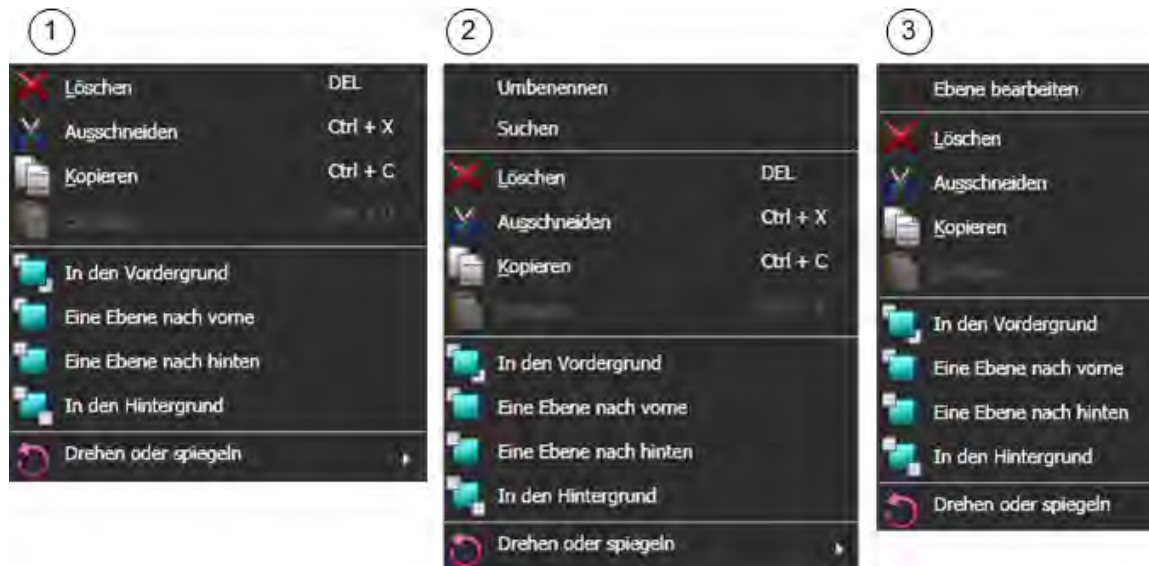 1
Löschen DEL
Ausschneiden Ctrl + X
Kopieren Ctrl + C
In den Vordergrund
Eine Ebene nach vorne
Eine Ebene nach hinten
In den Hintergrund
Drehen oder spiegeln
2
Umbenennen
Suchen
Löschen DEL
Ausschneiden Ctrl + X
Kopieren Ctrl + C
In den Vordergrund
Eine Ebene nach vorne
Eine Ebene nach hinten
In den Hintergrund
Drehen oder spiegeln
3
Ebene bearbeiten
Löschen
Ausschneiden
Kopieren
In den Vordergrund
Eine Ebene nach vorne
Eine Ebene nach hinten
In den Hintergrund
Drehen oder spiegeln